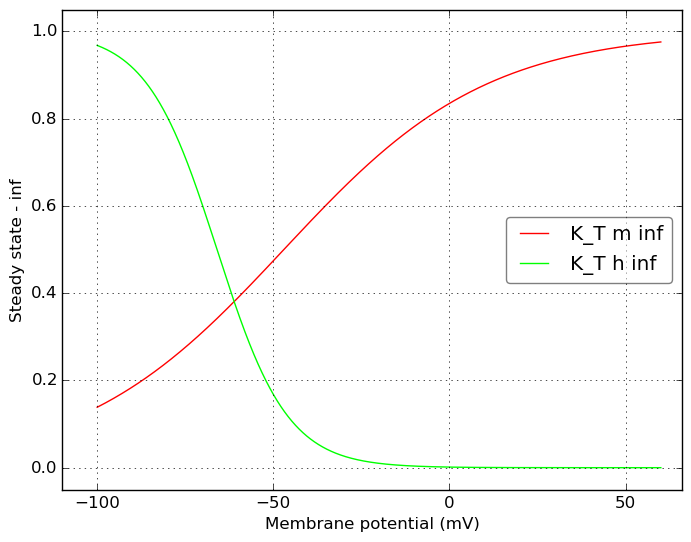 1.0
0.8
0.6
0.4
0.2
0.0
Steady state - inf
K_T m inf
K_T h inf
−100
−50
0
50
Membrane potential (mV)